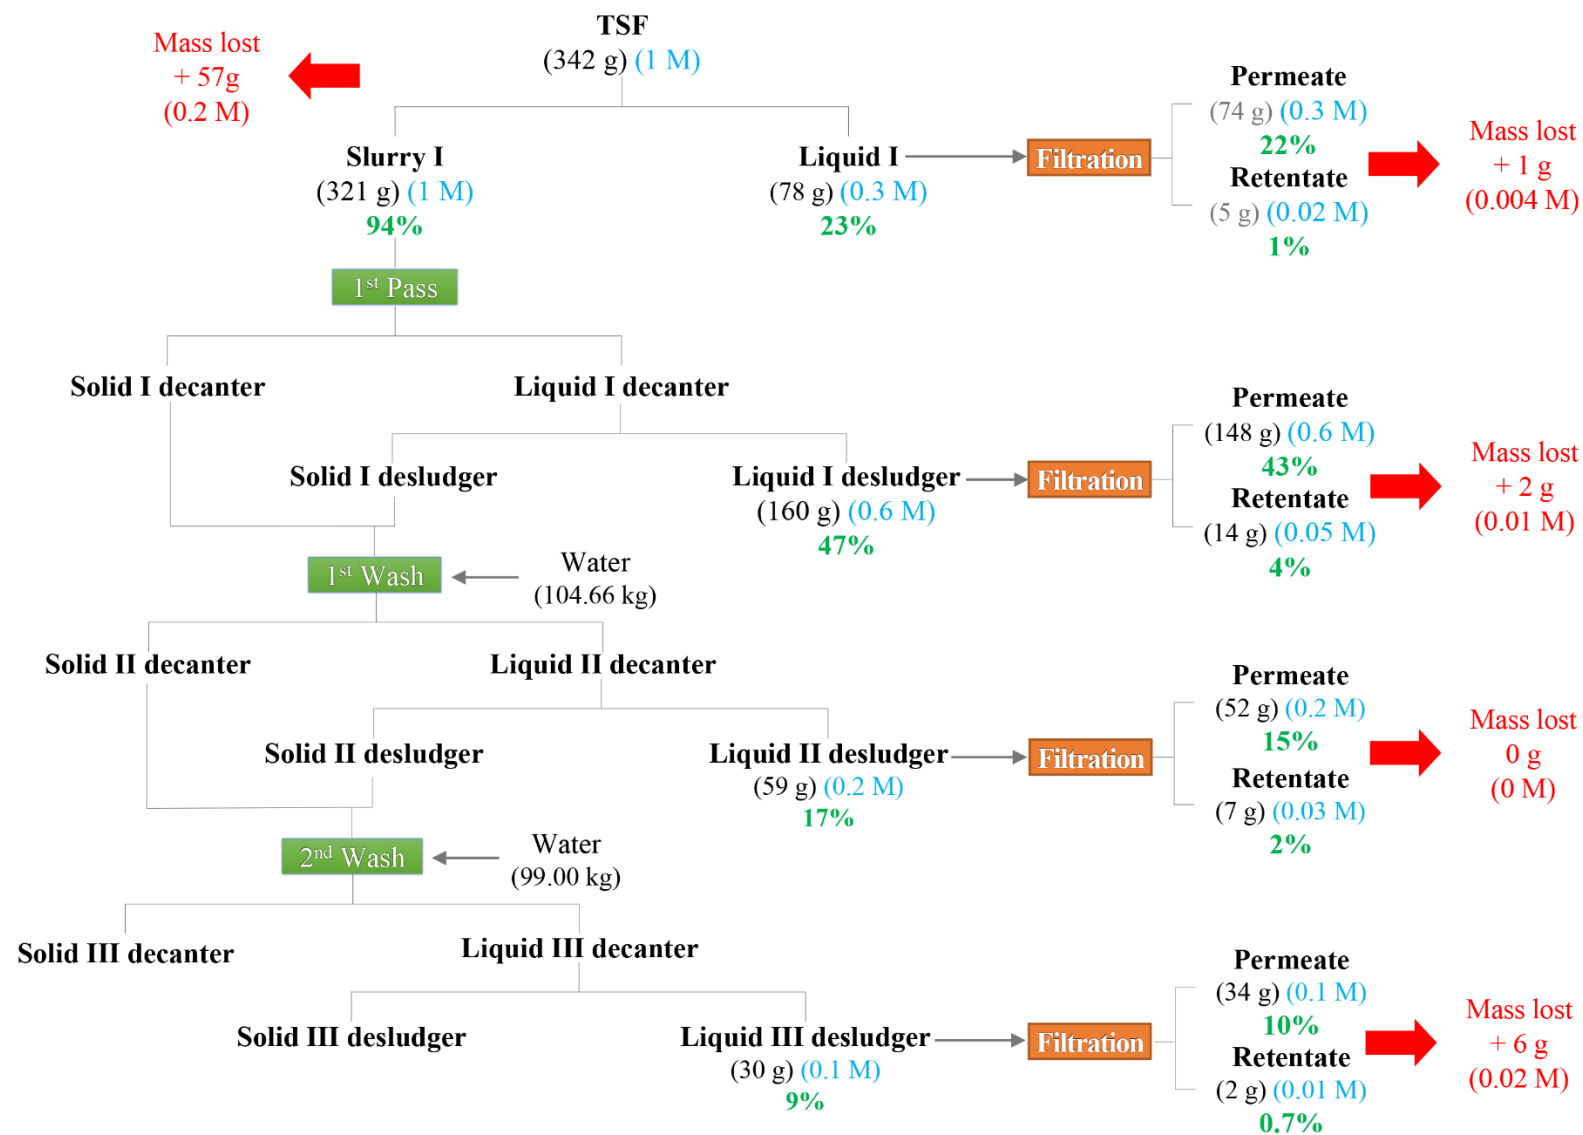 TSF
(342 g) (1 M)
Mass lost
+ 57g
(0.2 M)
Slurry I
(321 g) (1 M)
94%
Liquid I
(78 g) (0.3 M)
23%
Filtration
Permeate
(74 g) (0.3 M)
22%
Retentate
(5 g) (0.02 M)
1%
Mass lost
+ 1 g
(0.004 M)
1st Pass
Solid I decanter
Liquid I decanter
Solid I desludger
Liquid I desludger
(160 g) (0.6 M)
47%
Filtration
Permeate
(148 g) (0.6 M)
43%
Retentate
(14 g) (0.05 M)
4%
Mass lost
+ 2 g
(0.01 M)
1st Wash
Water
(104.66 kg)
Solid II decanter
Liquid II decanter
Solid II desludger
Liquid II desludger
(59 g) (0.2 M)
17%
Filtration
Permeate
(52 g) (0.2 M)
15%
Retentate
(7 g) (0.03 M)
2%
Mass lost
0 g
(0 M)
2nd Wash
Water
(99.00 kg)
Solid III decanter
Liquid III decanter
Solid III desludger
Liquid III desludger
(30 g) (0.1 M)
9%
Filtration
Permeate
(34 g) (0.1 M)
10%
Retentate
(2 g) (0.01 M)
0.7%
Mass lost
+ 6 g
(0.02 M)